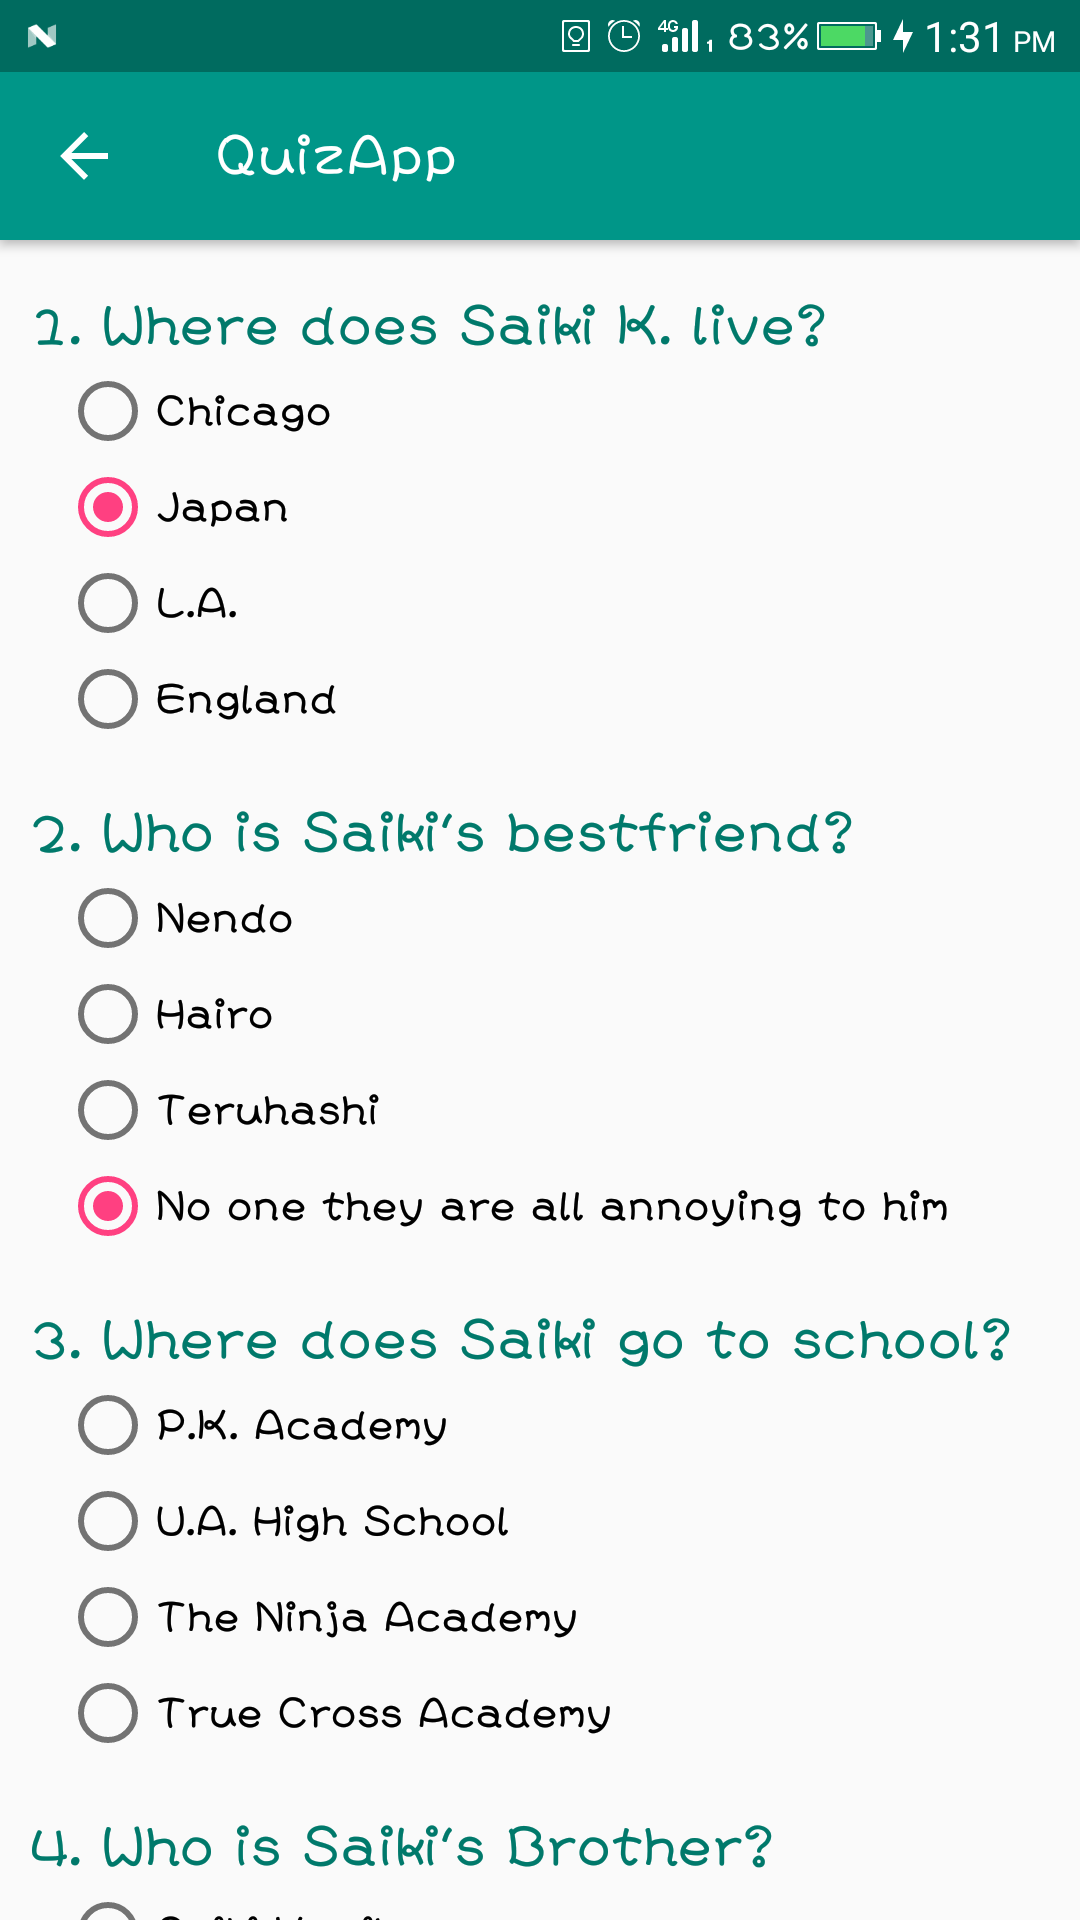 4G 1 83% 1:31 PM
QuizApp
1. Where does Saiki K. live?
Chicago
Japan
L.A.
England
2. Who is Saiki's bestfriend?
Nendo
Hairo
Teruhashi
No one they are all annoying to him
3. Where does Saiki go to school?
P.K. Academy
U.A. High School
The Ninja Academy
True Cross Academy
4. Who is Saiki's Brother?